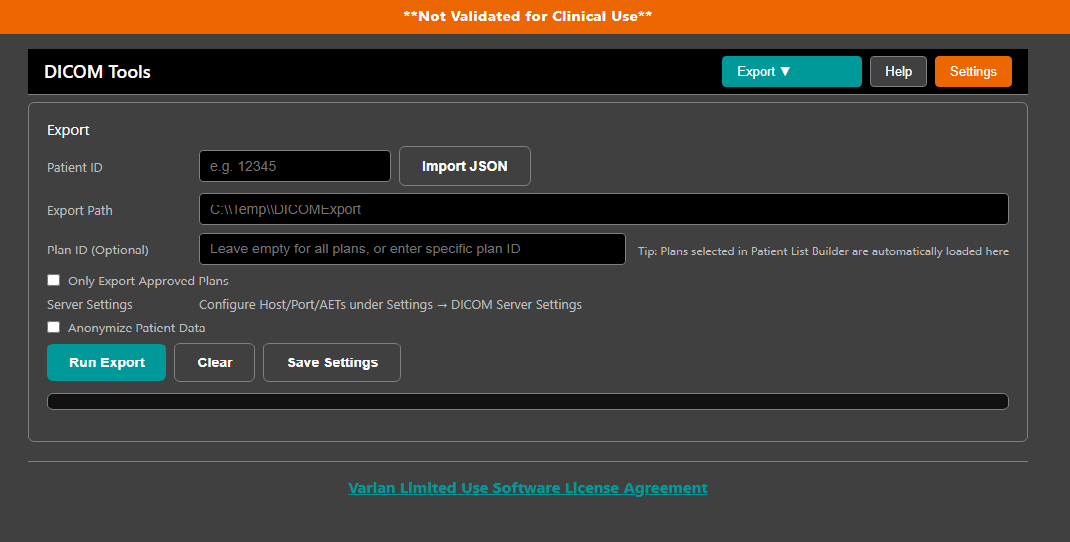 **Not Validated for Clinical Use**
DICOM Tools
Export ▼
Help
Settings
Export
Patient ID
e.g. 12345
Import JSON
Export Path
C:\\Temp\\DICOMExport
Plan ID (Optional)
Leave empty for all plans, or enter specific plan ID
Tip: Plans selected in Patient List Builder are automatically loaded here
Only Export Approved Plans
Server Settings
Configure Host/Port/AETs under Settings → DICOM Server Settings
Anonymize Patient Data
Run Export
Clear
Save Settings
Varian Limited Use Software License Agreement